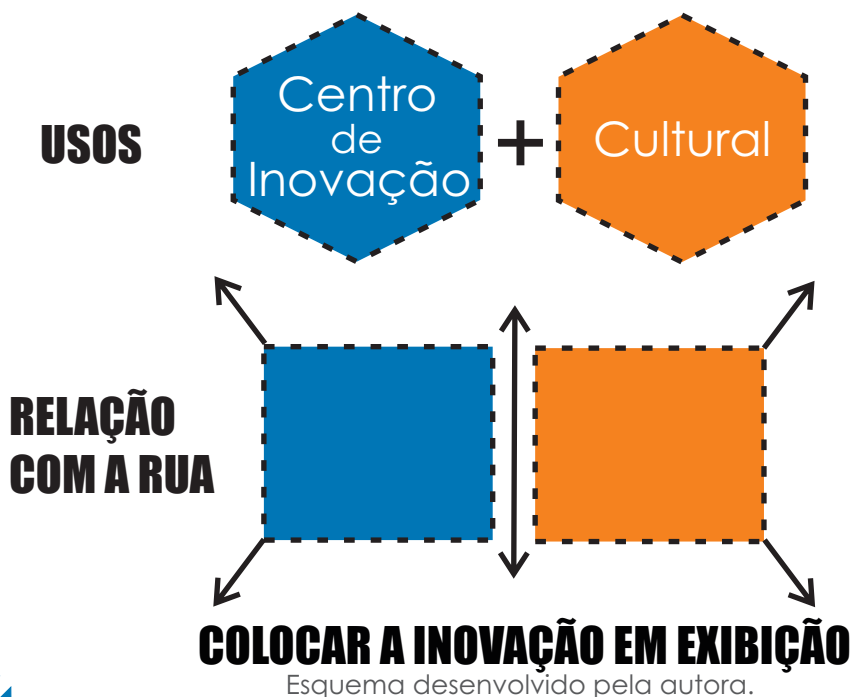 USOS
Centro
de
Inovação
+
Cultural
RELAÇÃO
COM A RUA
COLOCAR A INOVAÇÃO EM EXIBIÇÃO
Esquema desenvolvido pela autora.